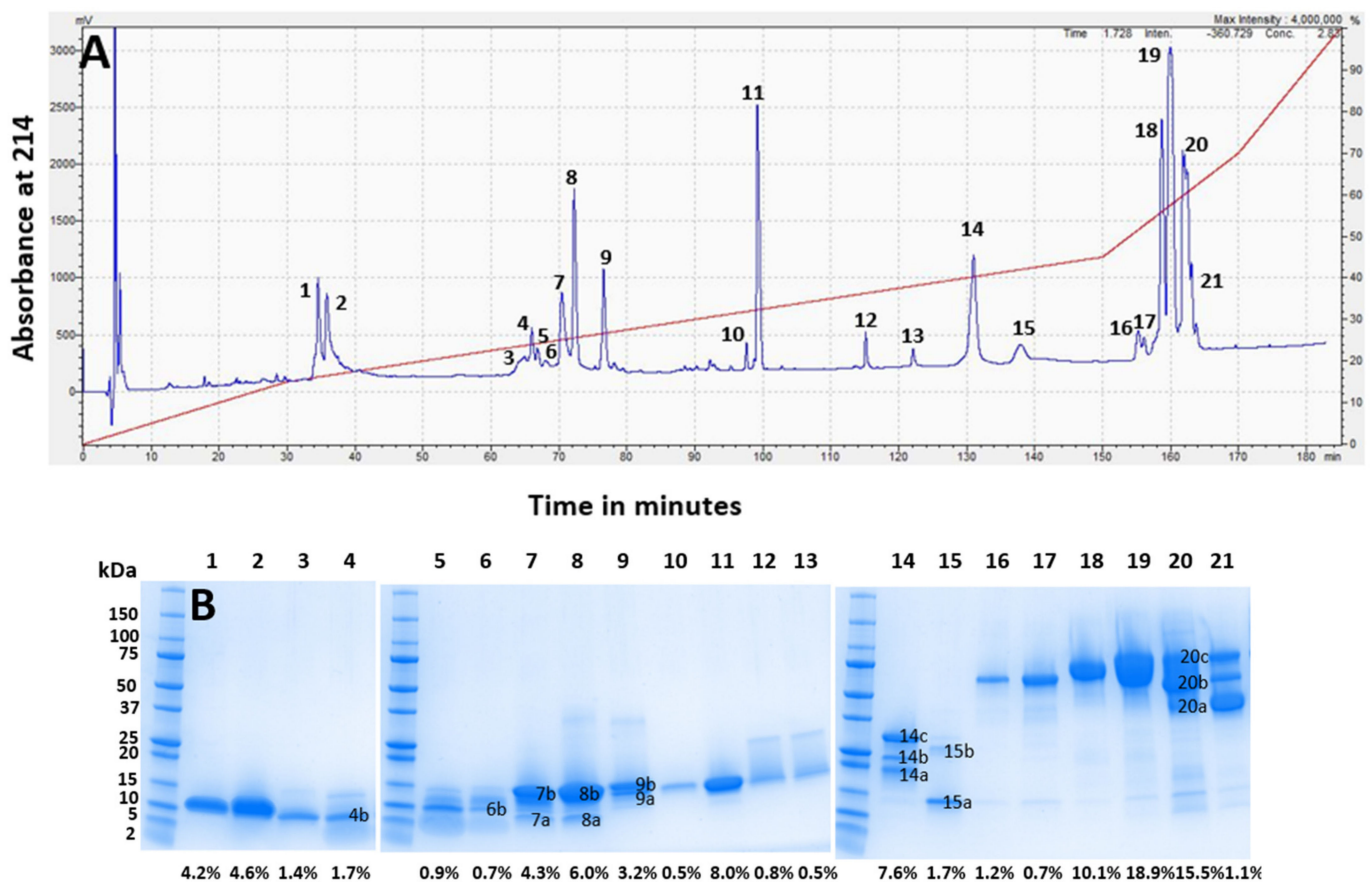 mV
Max Intensity : 4,000,000 %
Time 1.728 Inten. -360.729 Conc. 2.83
A
Absorbance at 214
3000
2500
2000
1500
1000
500
0
90
80
70
60
50
40
30
20
10
0
1 2 3 4 5 6 7 8 9 10 11 12 13 14 15 16 17 18 19 20 21
0 10 20 30 40 50 60 70 80 90 100 110 120 130 140 150 160 170 180 min
Time in minutes
1 2 3 4 5 6 7 8 9 10 11 12 13 14 15 16 17 18 19 20 21
kDa
B
150
100
75
50
37
25
20
15
10
5
2
4b
6b
7b
7a
8b
8a
9b
9a
14c
14b
14a
15b
15a
20c
20b
20a
4.2% 4.6% 1.4% 1.7% 0.9% 0.7% 4.3% 6.0% 3.2% 0.5% 8.0% 0.8% 0.5% 7.6% 1.7% 1.2% 0.7% 10.1% 18.9% 15.5% 1.1%